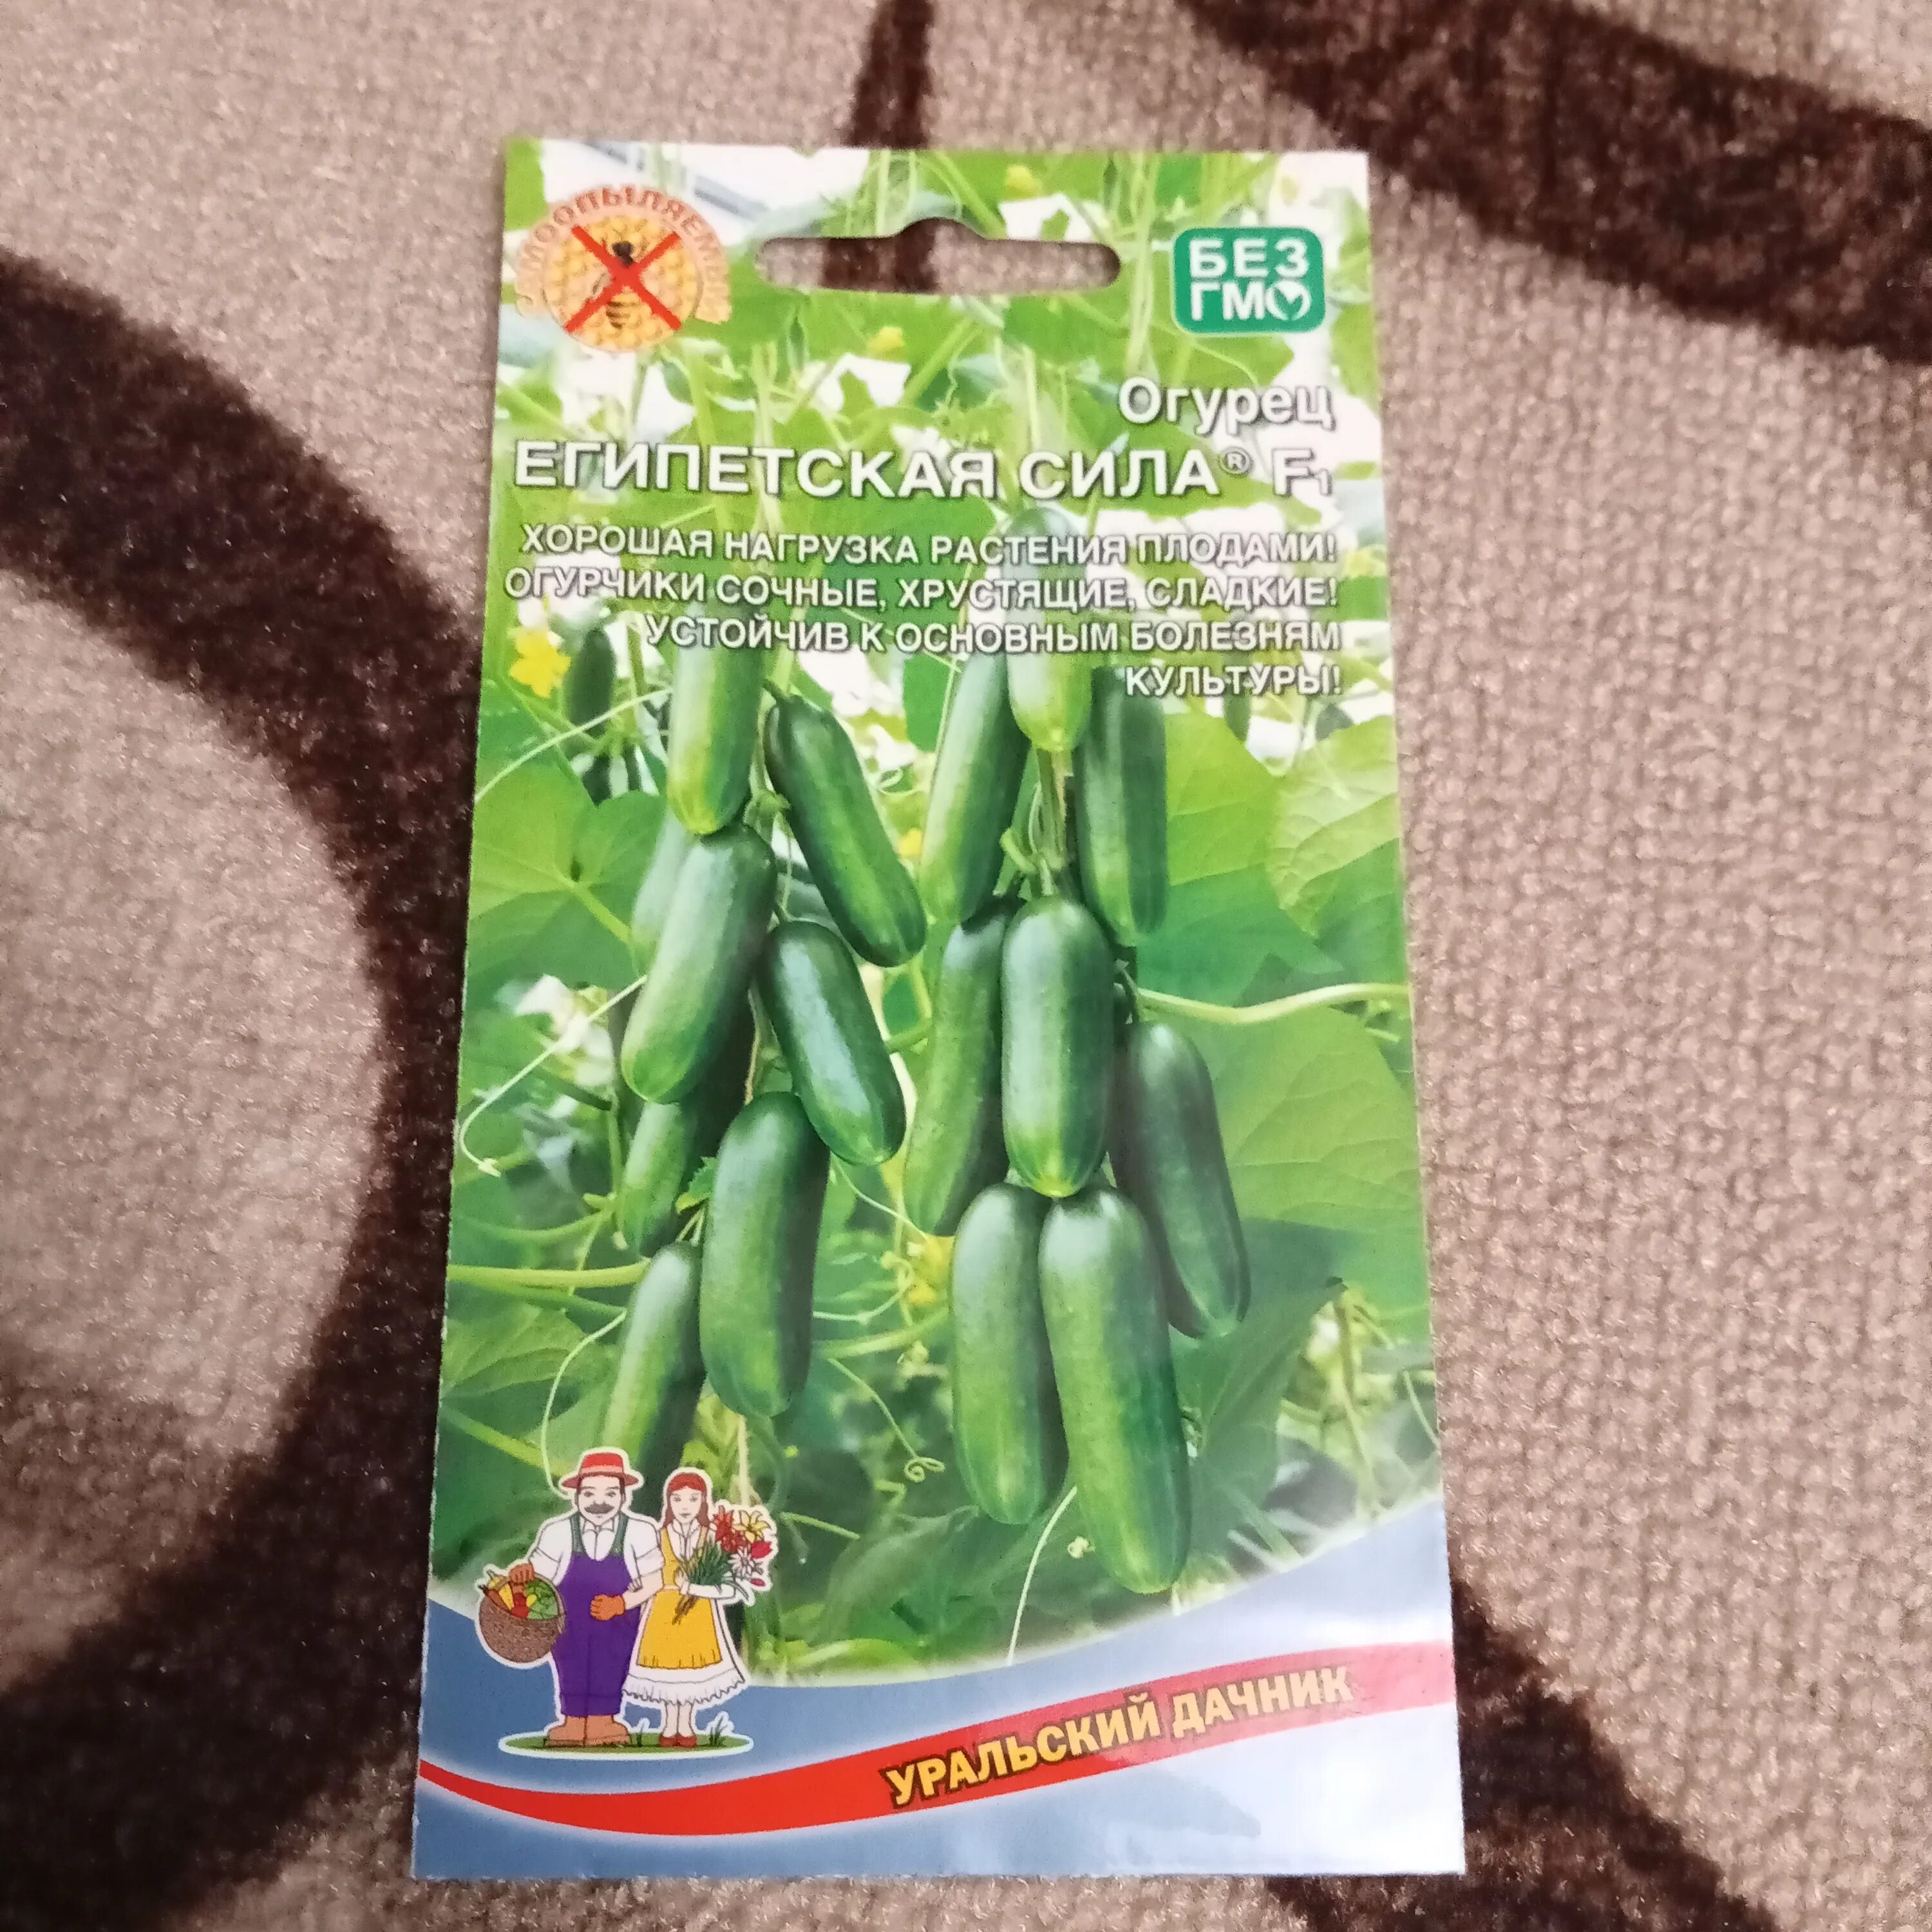 САМООПЫЛЯЕМЫЙ
БЕЗ
ГМО
Огурец
ЕГИПЕТСКАЯ СИЛА® F1
ХОРОШАЯ НАГРУЗКА РАСТЕНИЯ ПЛОДАМИ!
ОГУРЧИКИ СОЧНЫЕ, ХРУСТЯЩИЕ, СЛАДКИЕ!
УСТОЙЧИВ К ОСНОВНЫМ БОЛЕЗНЯМ
КУЛЬТУРЫ!
УРАЛЬСКИЙ ДАЧНИК